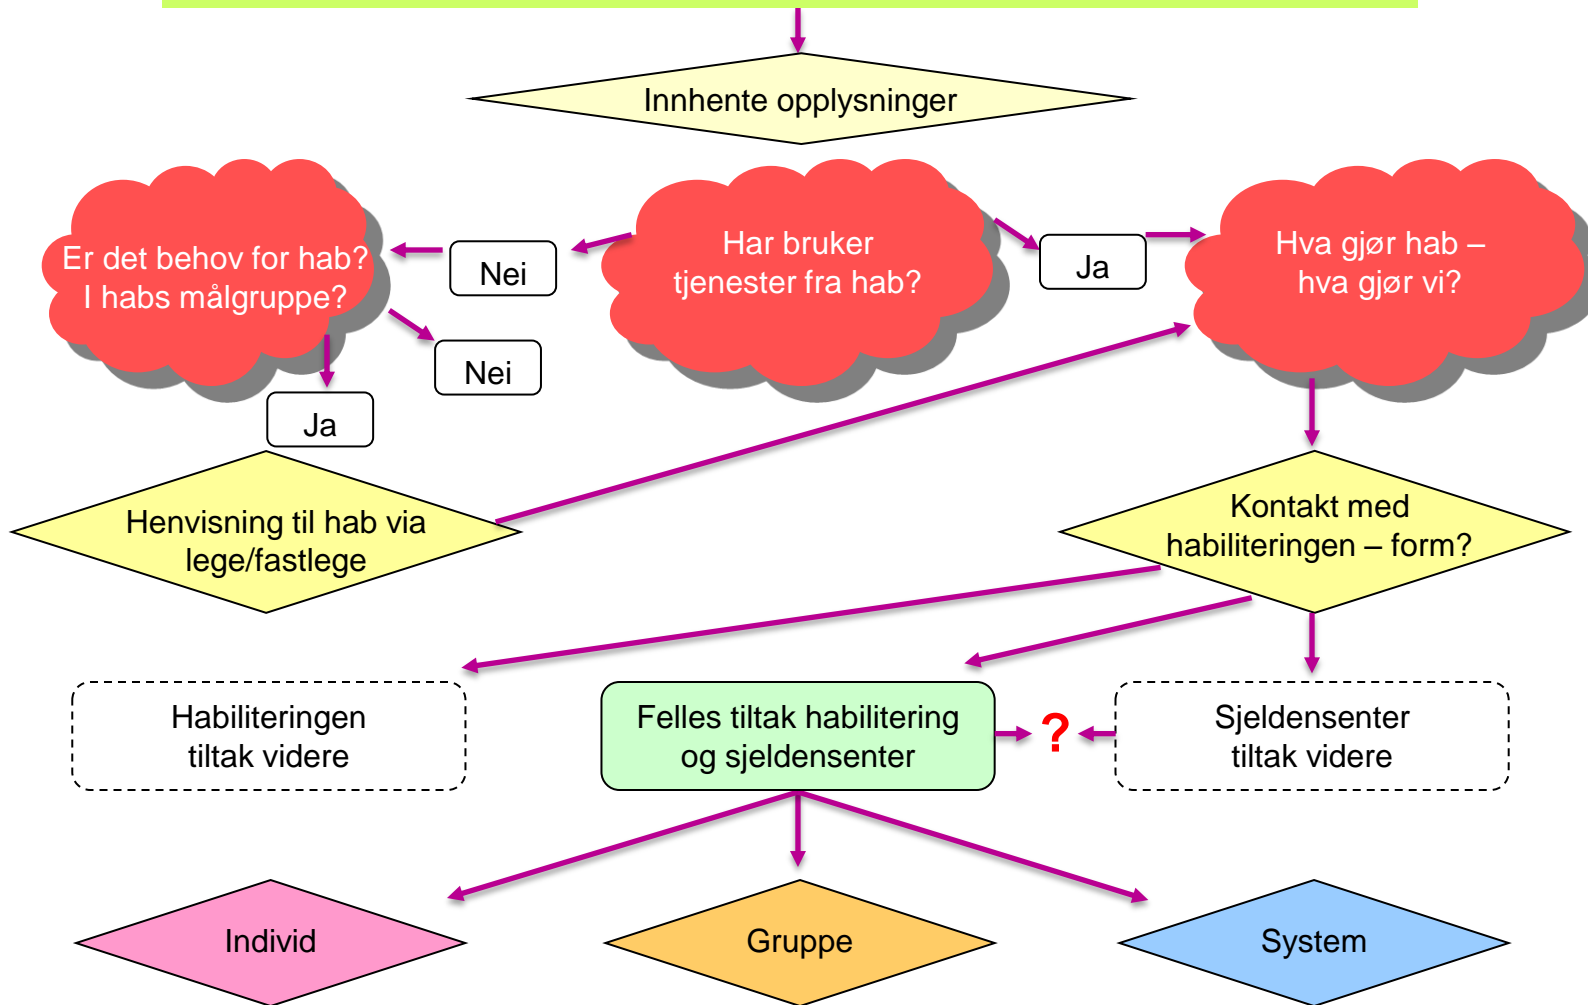 Innhente opplysninger
Er det behov for hab?
I habs målgruppe?
Nei
Har bruker
tjenester fra hab?
Ja
Hva gjør hab –
hva gjør vi?
Nei
Ja
Henvisning til hab via
lege/fastlege
Kontakt med
habiliteringen – form?
Habiliteringen
tiltak videre
Felles tiltak habilitering
og sjeldensenter
?
Sjeldensenter
tiltak videre
Individ
Gruppe
System